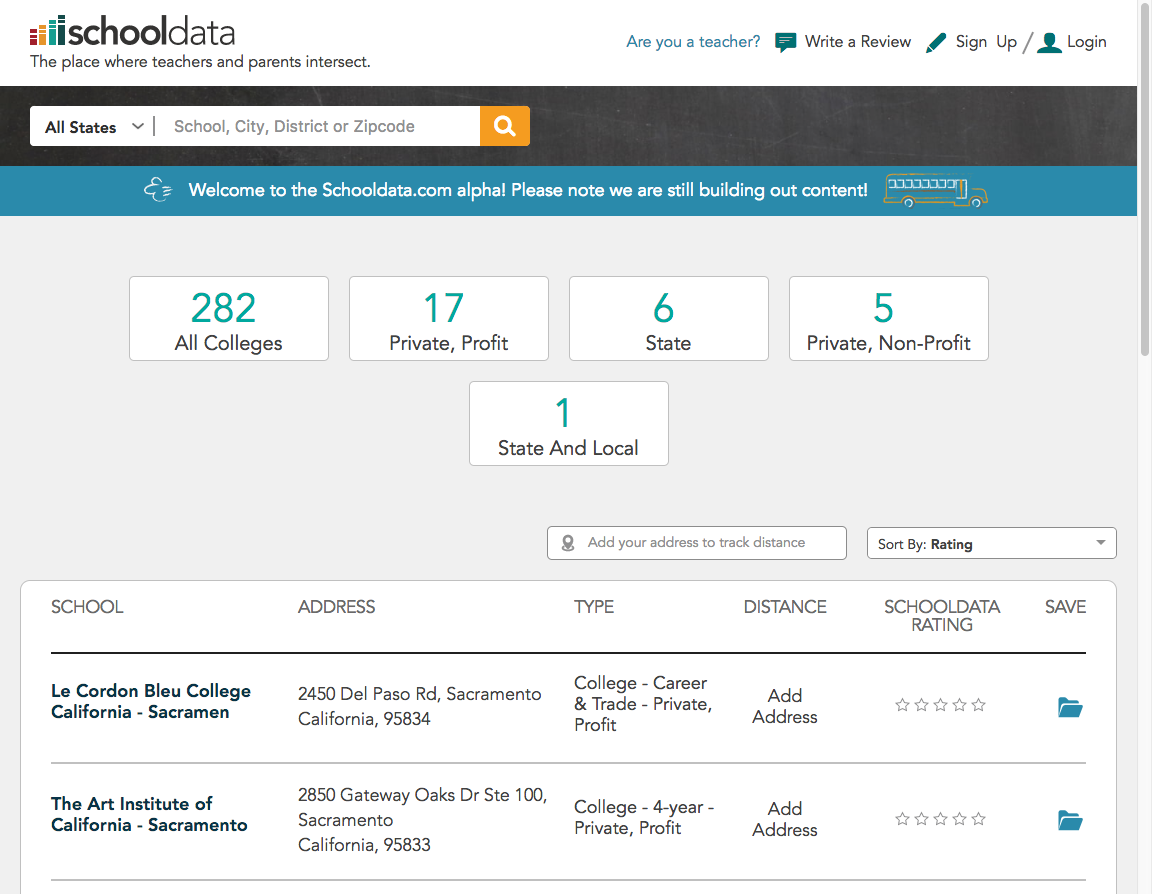 schooldata
The place where teachers and parents intersect.
Are you a teacher? Write a Review Sign Up / Login
All States School, City, District or Zipcode
Welcome to the Schooldata.com alpha! Please note we are still building out content!
282
All Colleges
17
Private, Profit
6
State
5
Private, Non-Profit
1
State And Local
Add your address to track distance
Sort By: Rating
SCHOOL ADDRESS TYPE DISTANCE SCHOOLDATA RATING SAVE
Le Cordon Bleu College
California - Sacramen
2450 Del Paso Rd, Sacramento
California, 95834
College - Career
& Trade - Private,
Profit
Add
Address
The Art Institute of
California - Sacramento
2850 Gateway Oaks Dr Ste 100,
Sacramento
California, 95833
College - 4-year -
Private, Profit
Add
Address